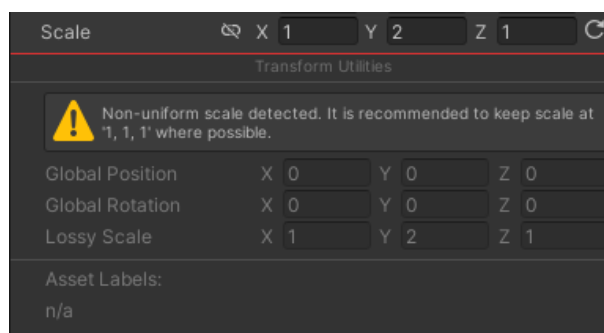 Scale X 1 Y 2 Z 1
Transform Utilities
Non-uniform scale detected. It is recommended to keep scale at
'1, 1, 1' where possible.
Global Position X 0 Y 0 Z 0
Global Rotation X 0 Y 0 Z 0
Lossy Scale X 1 Y 2 Z 1
Asset Labels:
n/a